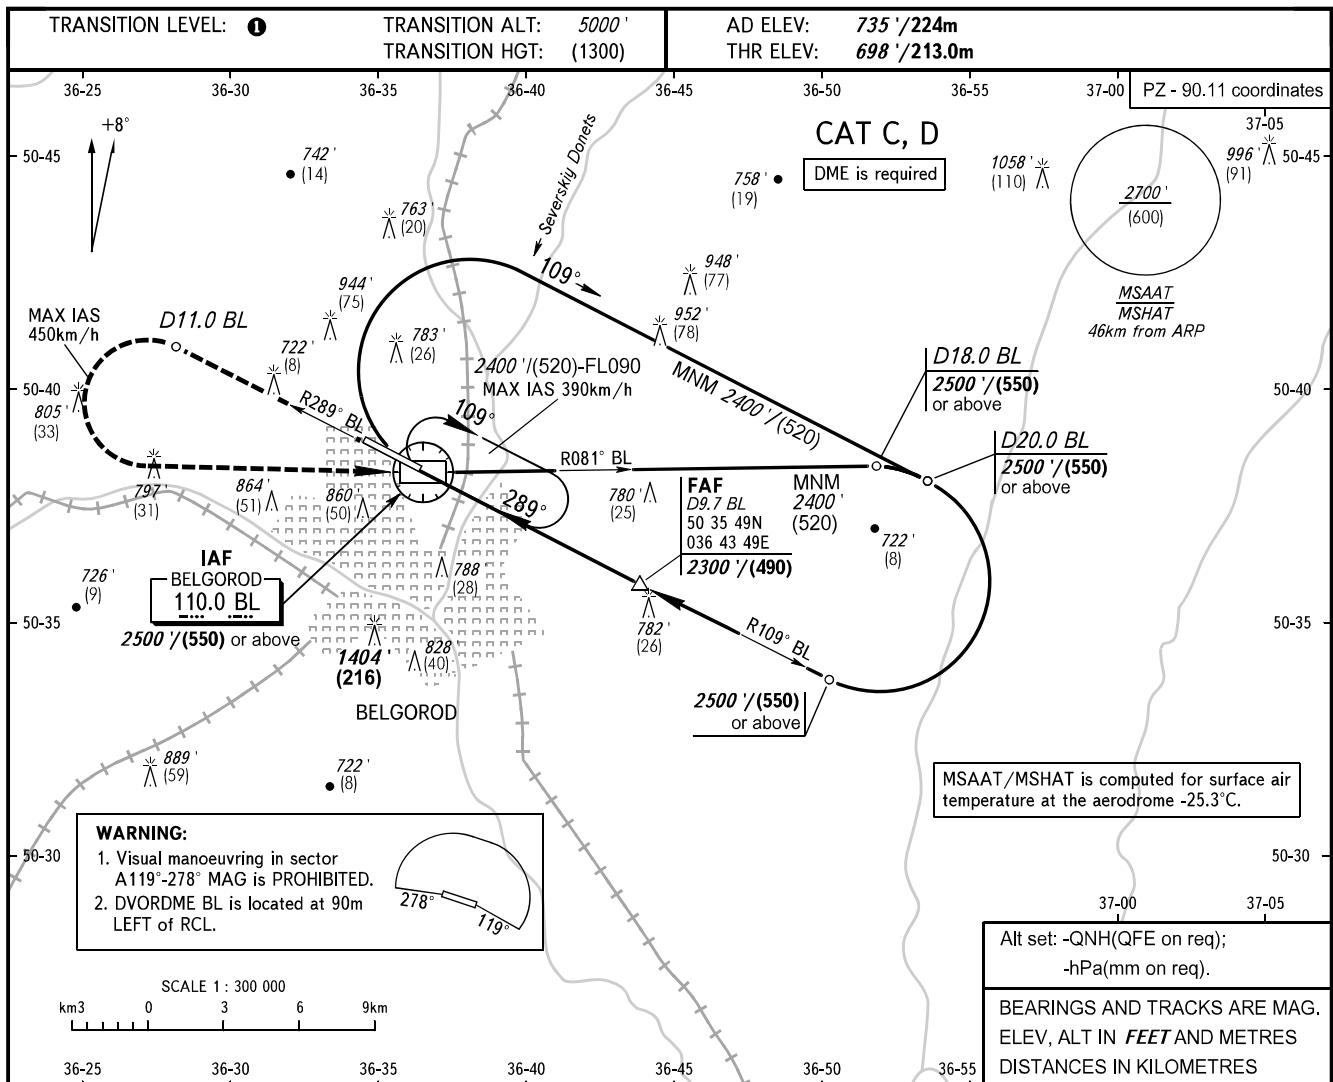 TRANSITION LEVEL: 1
TRANSITION ALT: 5000 '
TRANSITION HGT: (1300)
AD ELEV: 735 '/224m
THR ELEV: 698 '/213.0m
36-25 36-30 36-35 36-40 36-45 36-50 36-55 37-00
PZ - 90.11 coordinates
37-05
+8°
50-45
50-45
CAT C, D
DME is required
742 '
(14)
763 '
(20)
Severskiy Donets
758 '
(19)
1058 '
(110)
996 '
(91)
2700 '
(600)
MSAAT
MSHAT
46km from ARP
109°
948 '
(77)
944 '
(75)
952 '
(78)
MAX IAS
450km/h
D11.0 BL
783 '
(26)
722 '
(8)
2400 '/(520)-FL090
MAX IAS 390km/h
MNM 2400 '/(520)
D18.0 BL
2500 '/(550)
or above
50-40
50-40
805 '
(33)
R289° BL
109°
D20.0 BL
2500 '/(550)
or above
R081° BL
797 '
(31)
864 '
(51)
860 '
(50)
289°
780 '
(25)
FAF
D9.7 BL
50 35 49N
036 43 49E
2300 '/(490)
MNM
2400 '
(520)
722 '
(8)
IAF
BELGOROD
110.0 BL
2500 '/(550) or above
726 '
(9)
788
(28)
50-35
50-35
782 '
(26)
R109° BL
1404 '
(216)
828 '
(40)
2500 '/(550)
or above
BELGOROD
889 '
(59)
722 '
(8)
MSAAT/MSHAT is computed for surface air
temperature at the aerodrome -25.3°C.
WARNING:
1. Visual manoeuvring in sector
A119°-278° MAG is PROHIBITED.
2. DVORDME BL is located at 90m
LEFT of RCL.
278°
119°
50-30
50-30
37-00 37-05
SCALE 1 : 300 000
km3 0 3 6 9km
Alt set: -QNH(QFE on req);
-hPa(mm on req).
BEARINGS AND TRACKS ARE MAG.
ELEV, ALT IN FEET AND METRES
DISTANCES IN KILOMETRES
36-25 36-30 36-35 36-40 36-45 36-50 36-55